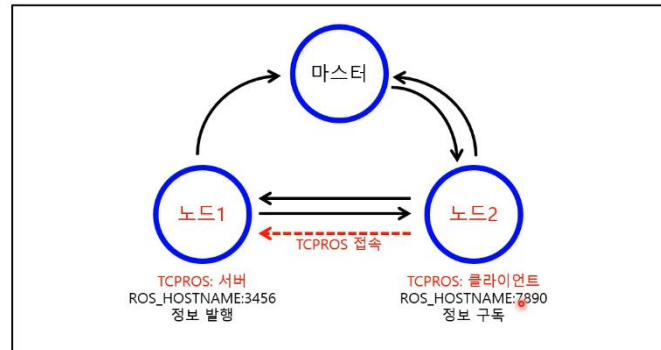 마스터
노드1
노드2
TCPROS 접속
TCPROS: 서버
ROS_HOSTNAME:3456
정보 발행
TCPROS: 클라이언트
ROS_HOSTNAME:7890
정보 구독